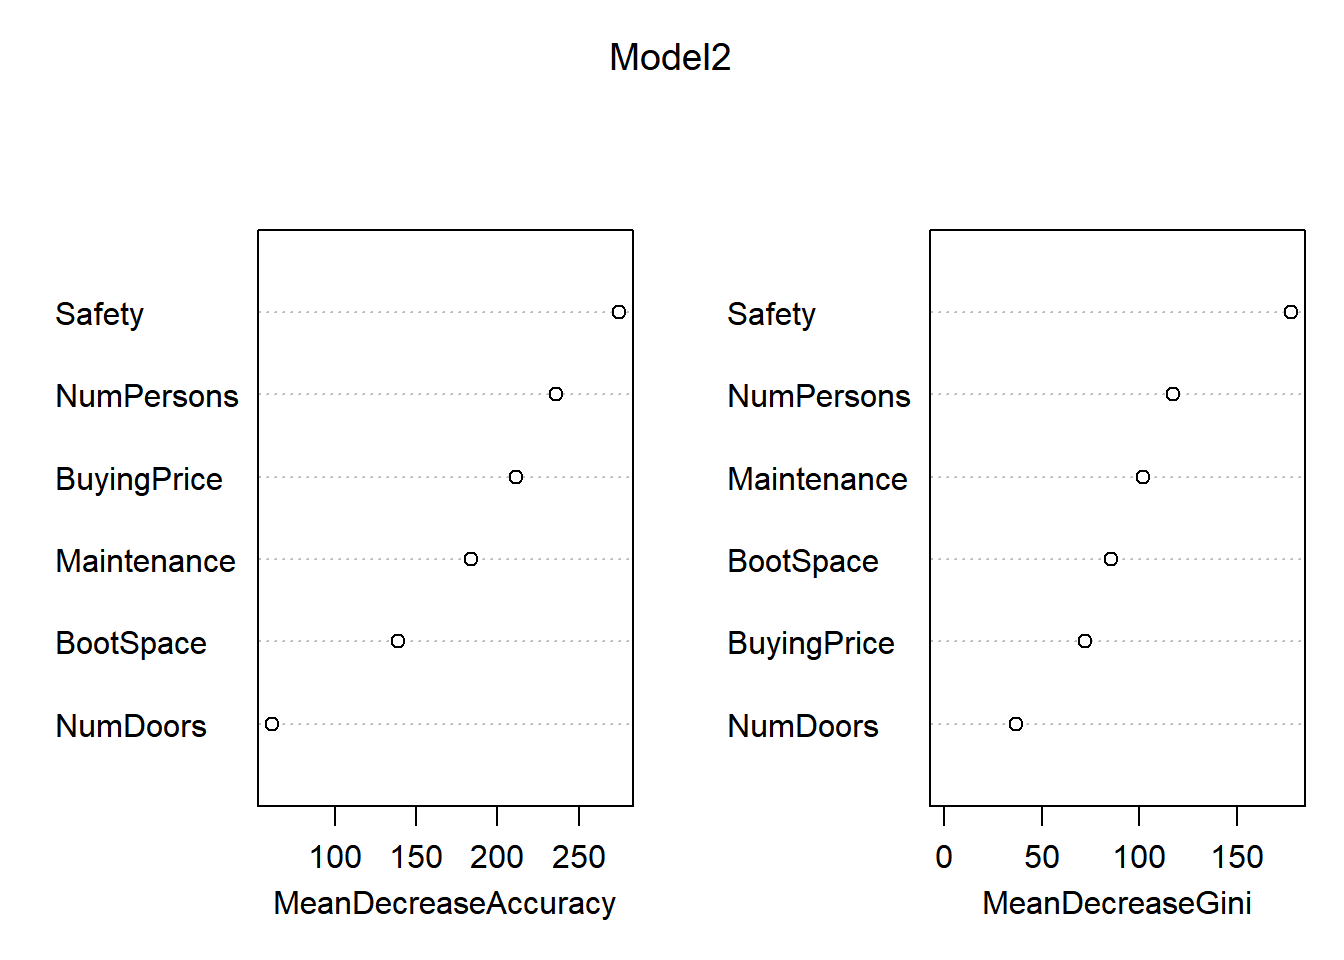 Model2
Safety
NumPersons
BuyingPrice
Maintenance
BootSpace
NumDoors
100 150 200 250
MeanDecreaseAccuracy
Safety
NumPersons
Maintenance
BootSpace
BuyingPrice
NumDoors
0 50 100 150
MeanDecreaseGini